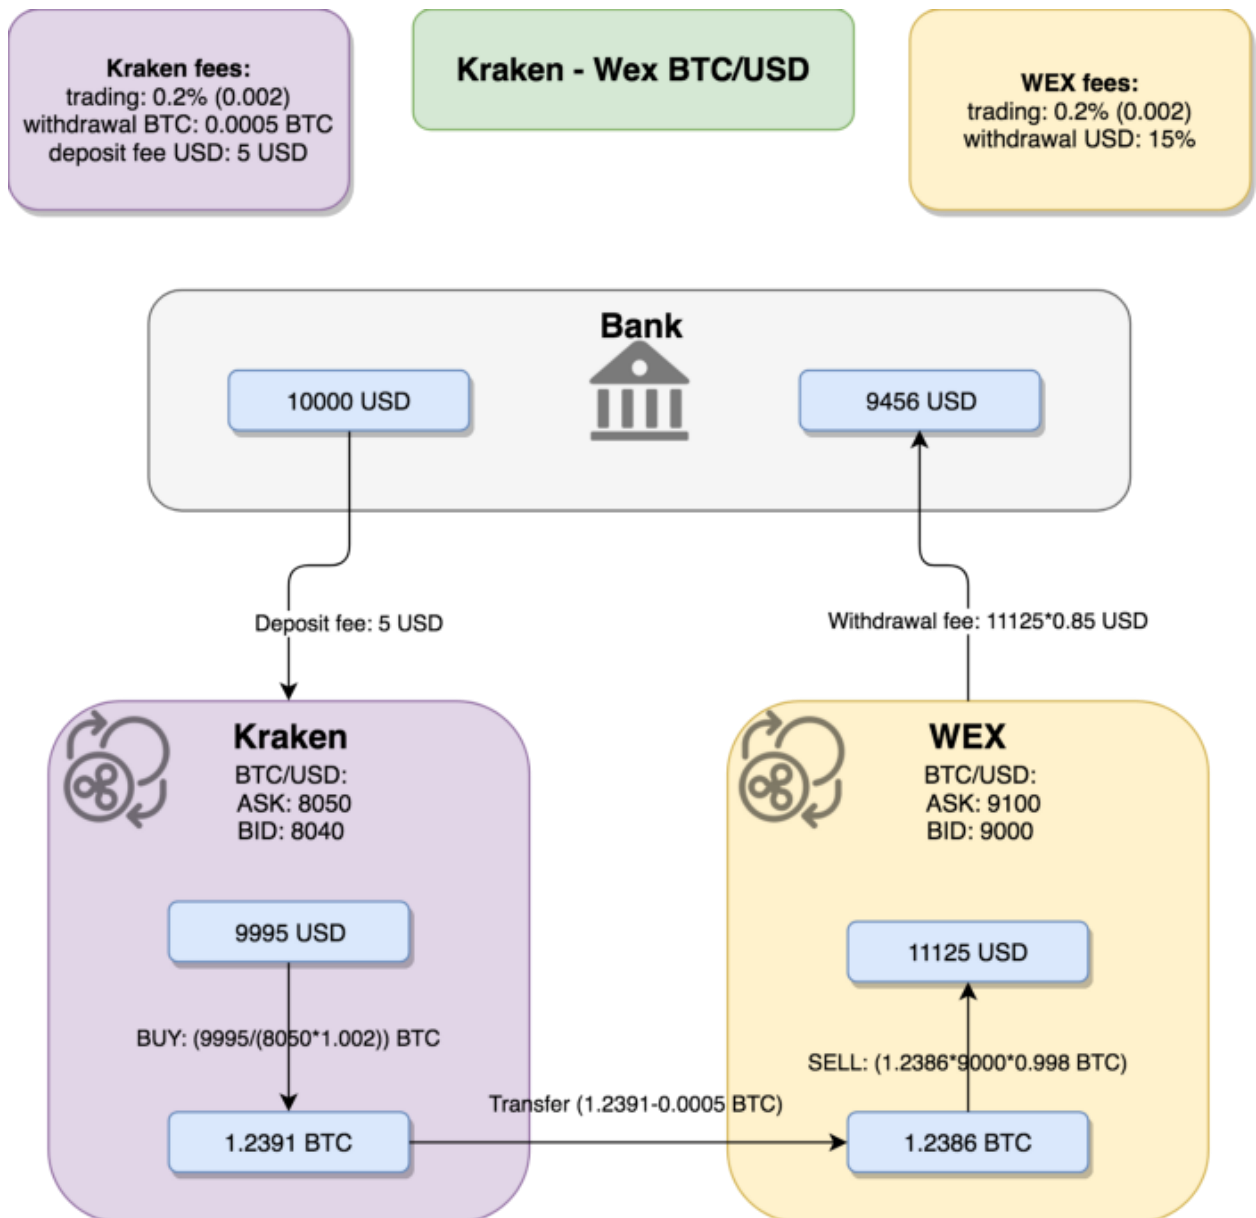 Kraken fees:
trading: 0.2% (0.002)
withdrawal BTC: 0.0005 BTC
deposit fee USD: 5 USD
Kraken - Wex BTC/USD
WEX fees:
trading: 0.2% (0.002)
withdrawal USD: 15%
Bank
10000 USD
9456 USD
Deposit fee: 5 USD
Withdrawal fee: 11125*0.85 USD
Kraken
BTC/USD:
ASK: 8050
BID: 8040
WEX
BTC/USD:
ASK: 9100
BID: 9000
9995 USD
11125 USD
BUY: (9995/(8050*1.002)) BTC
SELL: (1.2386*9000*0.998 BTC)
Transfer (1.2391-0.0005 BTC)
1.2391 BTC
1.2386 BTC